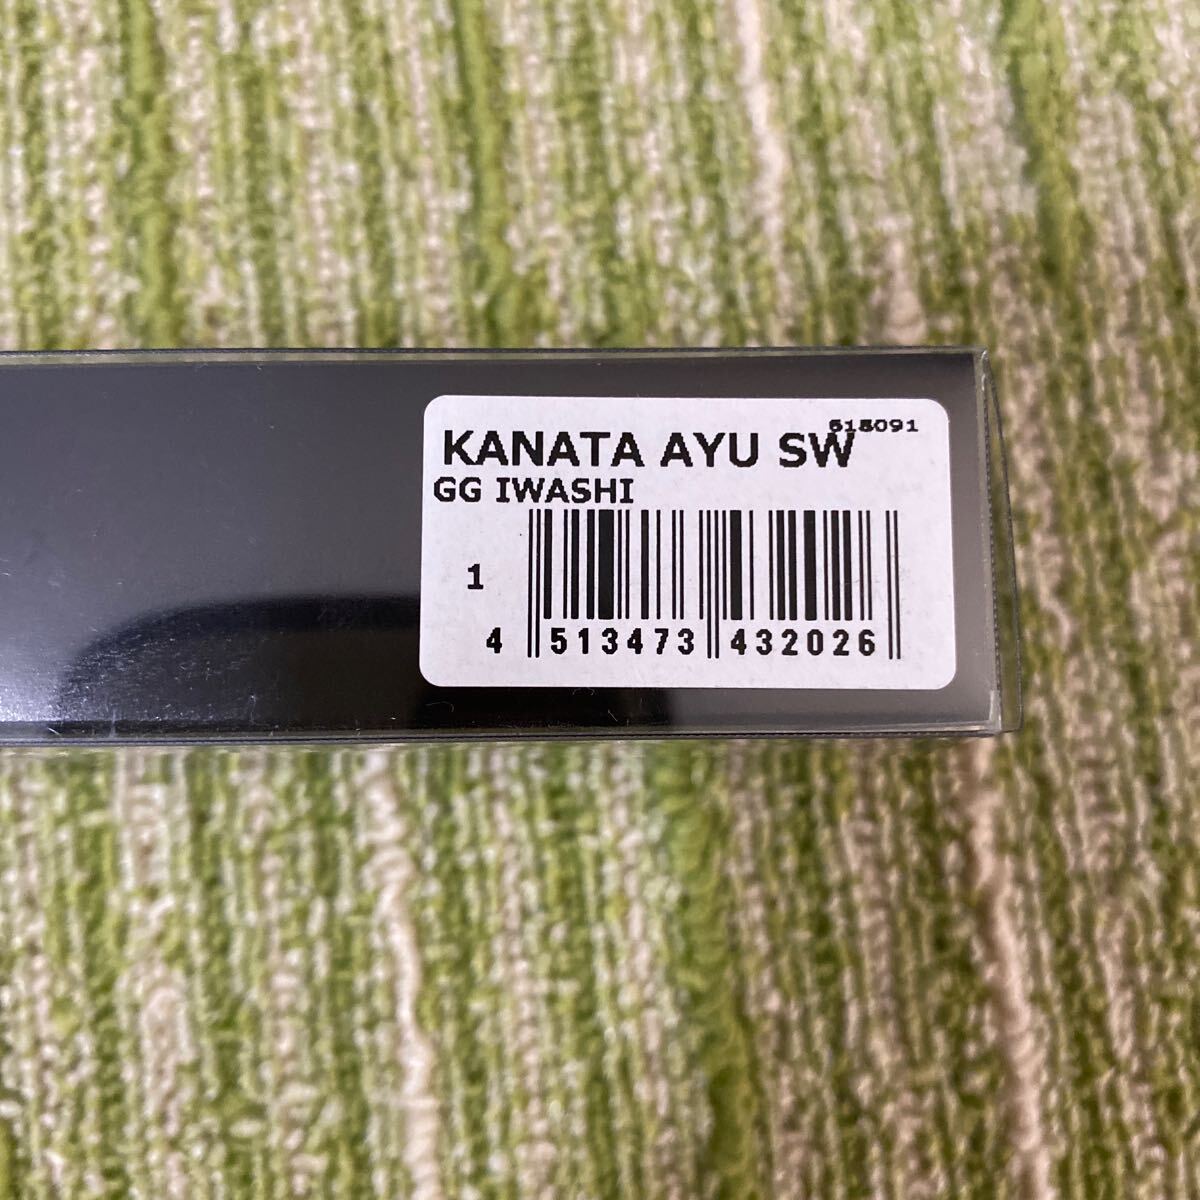 618091
KANATA AYU SW
GG IWASHI
1
4 513473 432026